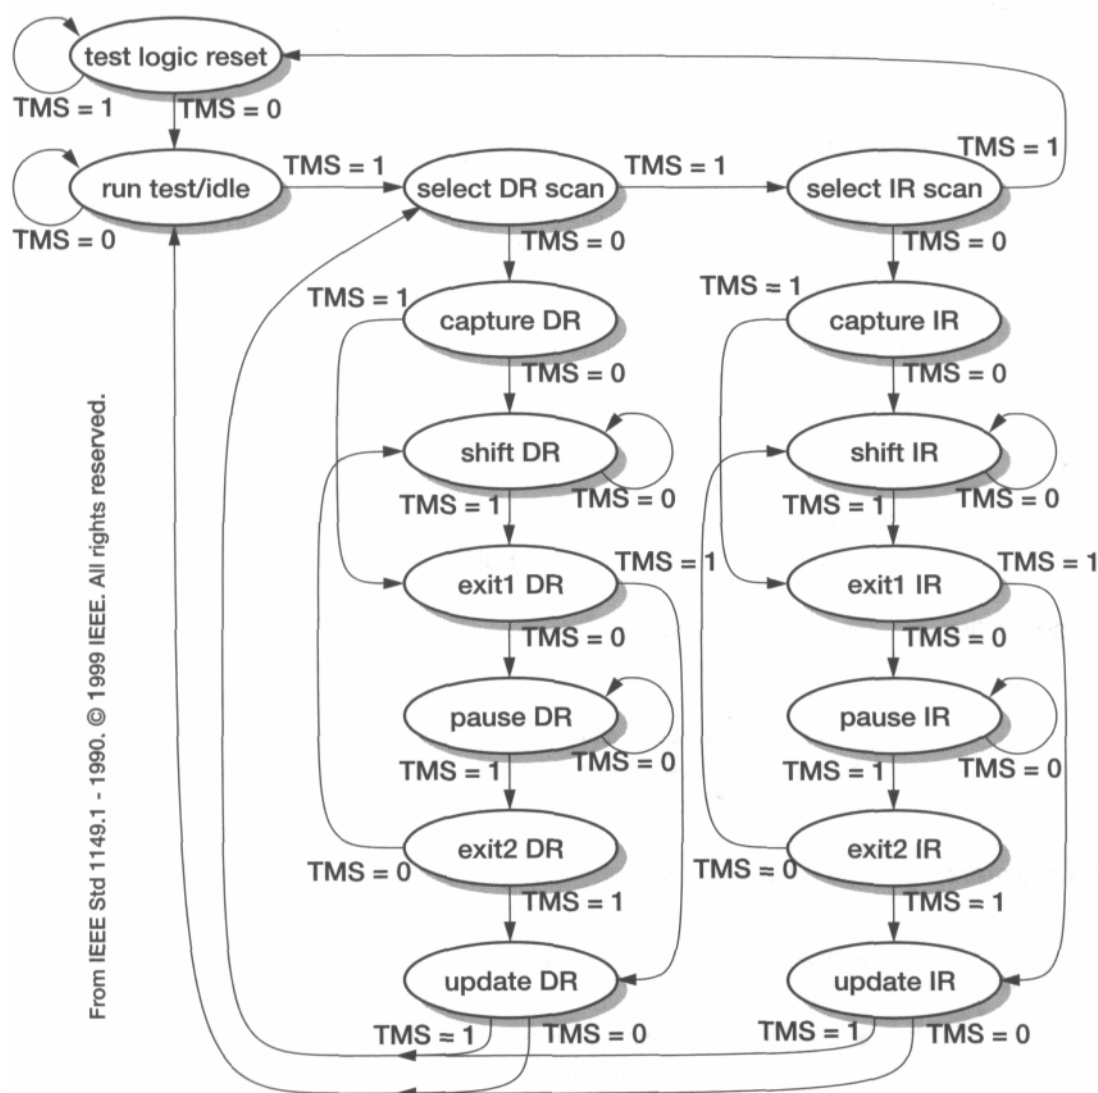 test logic reset
TMS = 1
TMS = 0
TMS = 1
run test/idle
TMS = 1
select DR scan
TMS = 1
select IR scan
TMS = 0
TMS = 0
TMS = 0
TMS = 1
capture DR
TMS = 1
capture IR
TMS = 0
TMS = 0
shift DR
shift IR
TMS = 1
TMS = 0
TMS = 1
TMS = 0
exit1 DR
TMS = 1
exit1 IR
TMS = 1
TMS = 0
TMS = 0
pause DR
pause IR
TMS = 1
TMS = 0
TMS = 1
TMS = 0
exit2 DR
exit2 IR
TMS = 0
TMS = 0
TMS = 1
TMS = 1
update DR
update IR
TMS = 1
TMS = 0
TMS = 1
TMS = 0
From IEEE Std 1149.1 - 1990. © 1999 IEEE. All rights reserved.